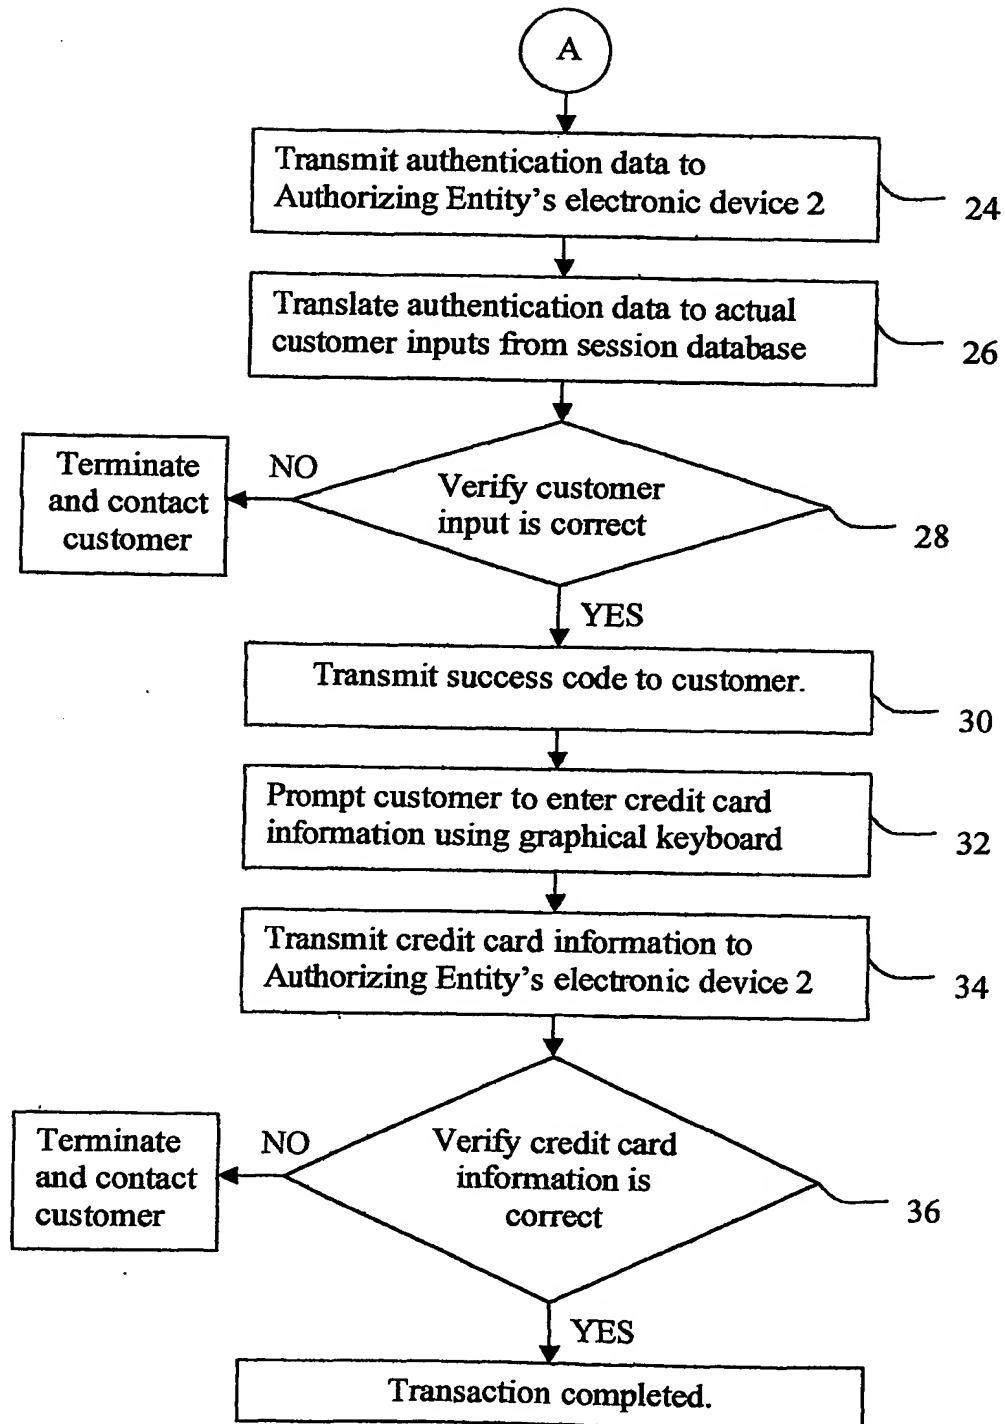 A
Transmit authentication data to
Authorizing Entity's electronic device 2
24
Translate authentication data to actual
customer inputs from session database
26
Terminate
and contact
customer
NO
Verify customer
input is correct
28
YES
Transmit success code to customer.
30
Prompt customer to enter credit card
information using graphical keyboard
32
Transmit credit card information to
Authorizing Entity's electronic device 2
34
Terminate
and contact
customer
NO
Verify credit card
information is
correct
36
YES
Transaction completed.